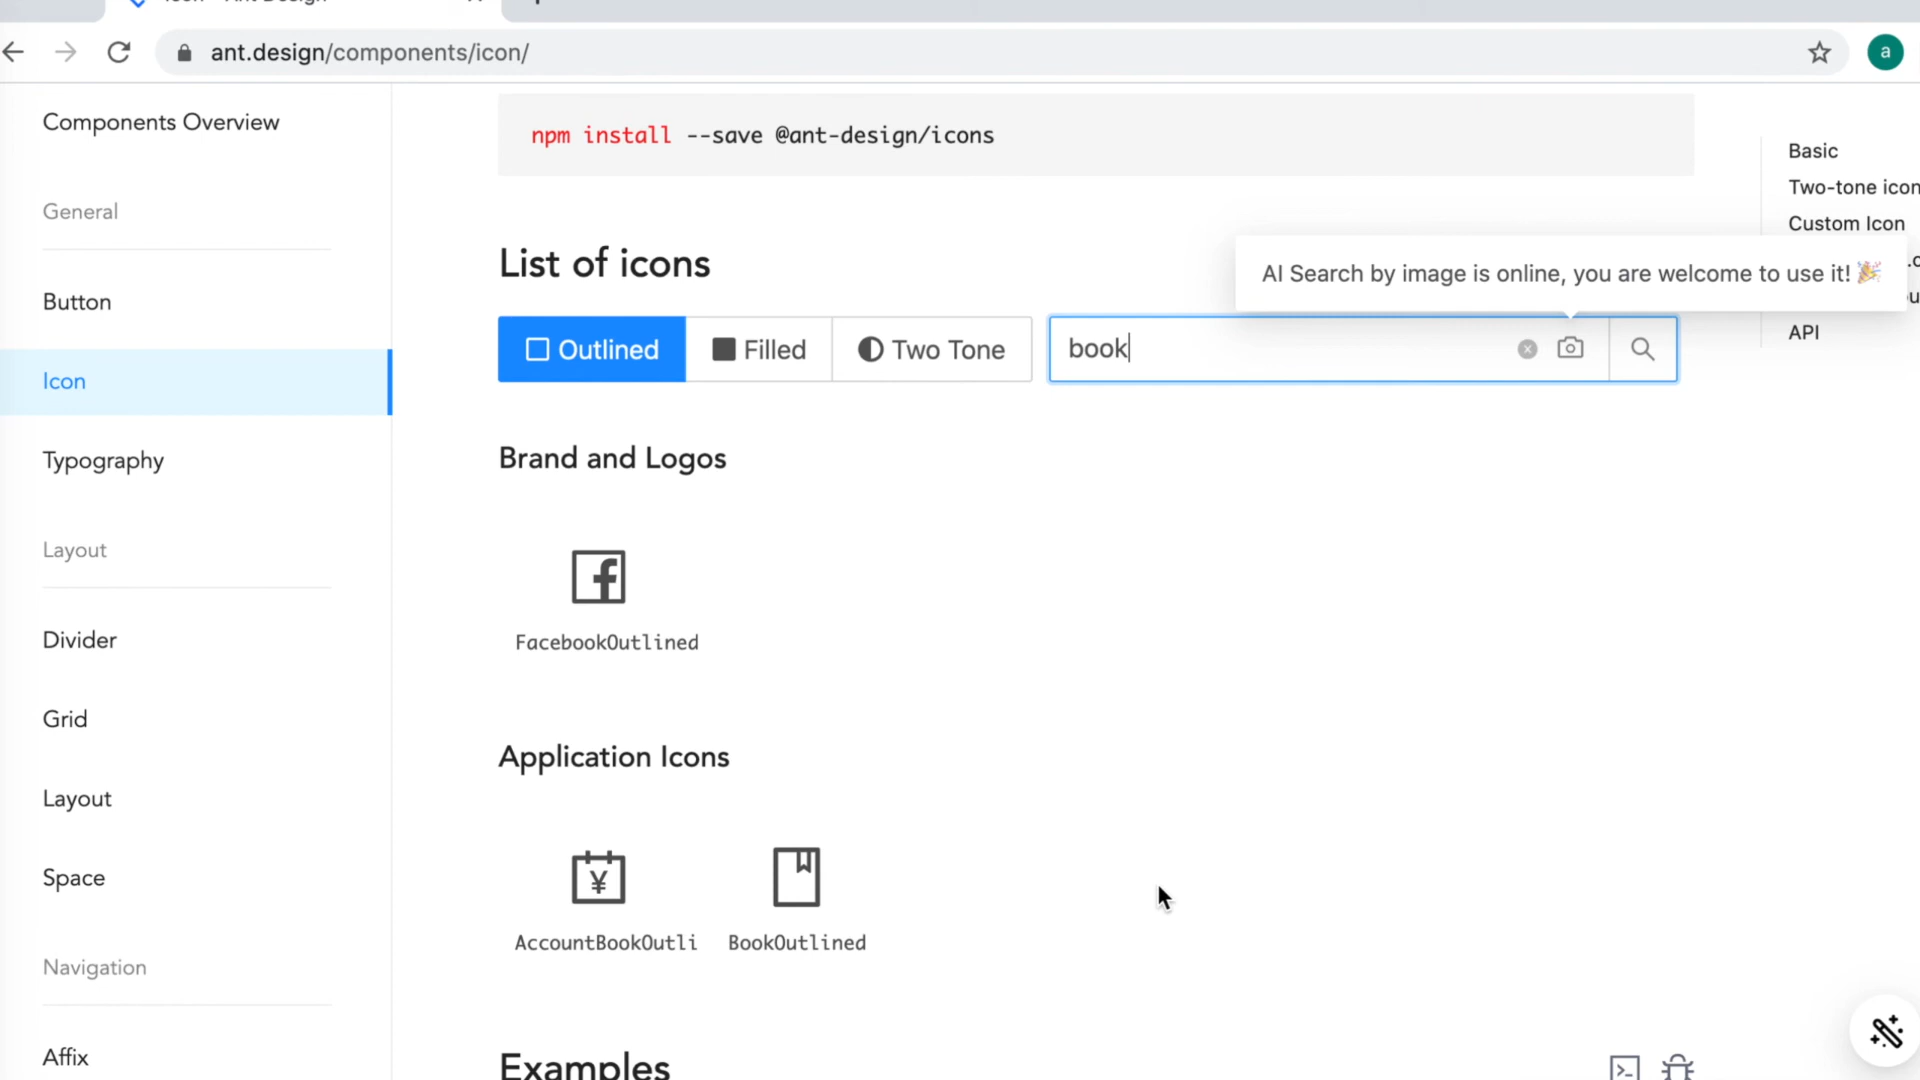 ant.design/components/icon/
a
Components Overview
General
Button
Icon
Typography
Layout
Divider
Grid
Layout
Space
Navigation
Affix
npm install --save @ant-design/icons
List of icons
AI Search by image is online, you are welcome to use it! 🎉
Outlined
Filled
Two Tone
book
Brand and Logos
FacebookOutlined
Application Icons
¥
AccountBookOutli
BookOutlined
Examples
Basic
Two-tone icon
Custom Icon
API